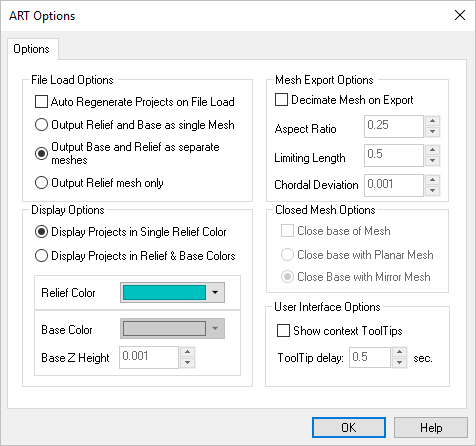 ART Options
Options
File Load Options
Auto Regenerate Projects on File Load
Output Relief and Base as single Mesh
Output Base and Relief as separate
meshes
Output Relief mesh only
Display Options
Display Projects in Single Relief Color
Display Projects in Relief & Base Colors
Relief Color
Base Color
Base Z Height 0.001
Mesh Export Options
Decimate Mesh on Export
Aspect Ratio 0.25
Limiting Length 0.5
Chordal Deviation 0.001
Closed Mesh Options
Close base of Mesh
Close base with Planar Mesh
Close Base with Mirror Mesh
User Interface Options
Show context ToolTips
ToolTip delay: 0.5 sec.
OK Help